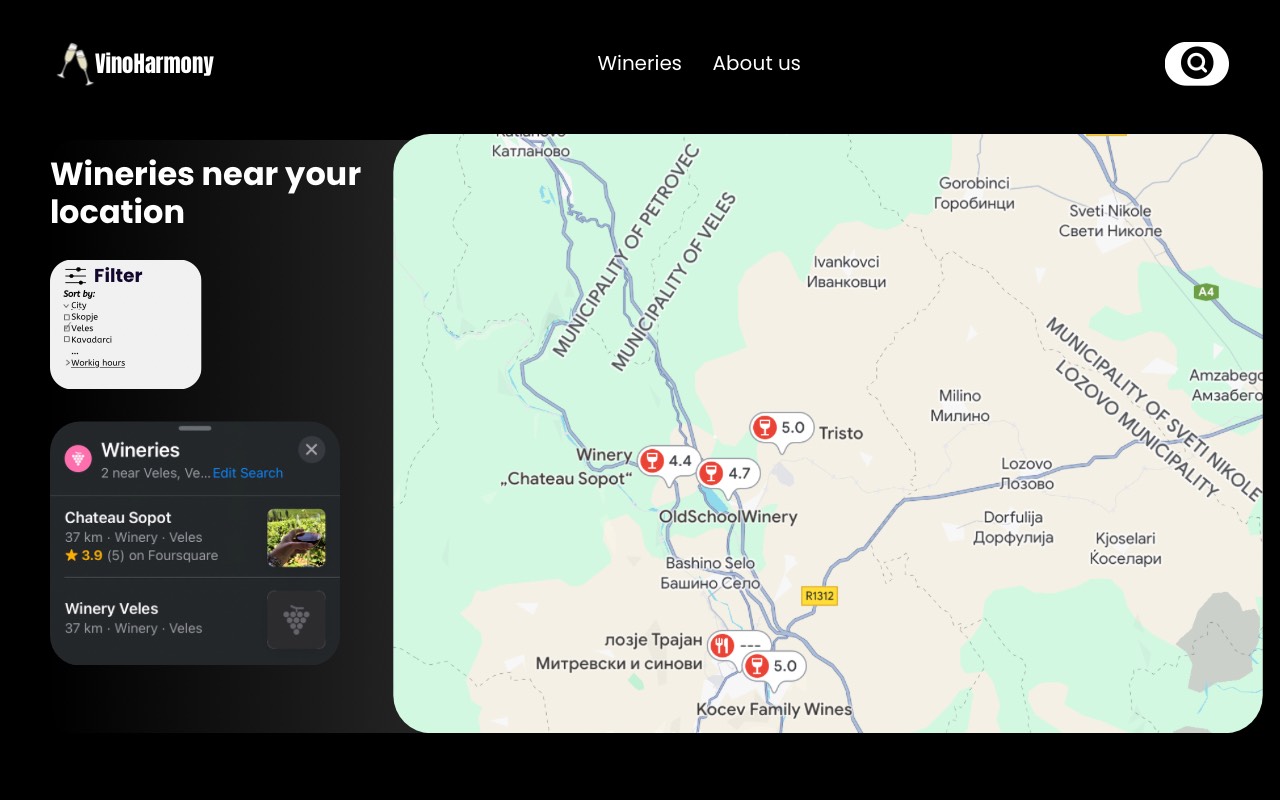 VinoHarmony
Wineries
About us
Wineries near your
location
Filter
Sort by:
City
Skopje
Veles
Kavadarci
...
Workig hours
Wineries
2 near Veles, Ve... Edit Search
Chateau Sopot
37 km · Winery · Veles
3.9 (5) on Foursquare
Winery Veles
37 km · Winery · Veles
Katlanovo
Катланово
MUNICIPALITY OF PETROVEC
MUNICIPALITY OF VELES
Gorobinci
Горобинци
Sveti Nikole
Свети Николе
Ivankovci
Иванковци
A4
MUNICIPALITY OF SVETI NIKOLE
LOZOVO MUNICIPALITY
Amzabego
Амзабего
Milino
Милино
5.0
Tristo
Winery
„Chateau Sopot“
4.4
4.7
OldSchoolWinery
Lozovo
Лозово
Dorfulija
Дорфулија
Kjoselari
Ќоселари
Bashino Selo
Башино Село
R1312
лозје Трајан
Митревски и синови
---
5.0
Kocev Family Wines